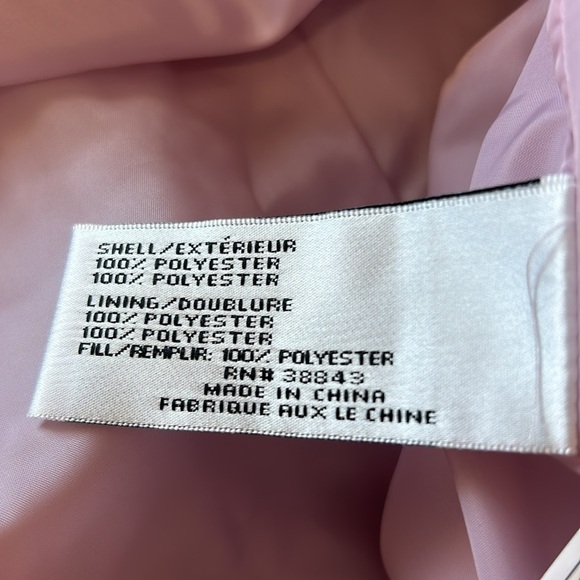 SHELL/EXTÉRIEUR
100% POLYESTER
100% POLYESTER
LINING/DOUBLURE
100% POLYESTER
100% POLYESTER
FILL/REMPLIR: 100% POLYESTER
RN# 38843
MADE IN CHINA
FABRIQUE AUX LE CHINE